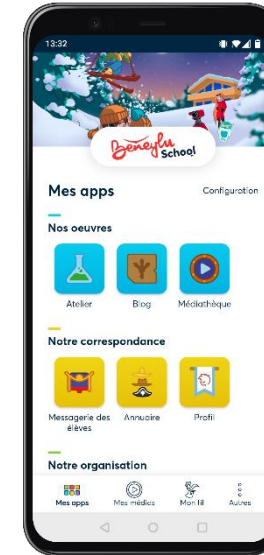 13:32
Beneylu
School
Mes apps
Configuration
Nos oeuvres
Atelier
Blog
Médiathèque
Notre correspondance
Messagerie des
élèves
Annuaire
Profil
Notre organisation
Mes apps
Mes médias
Mon fil
Autres